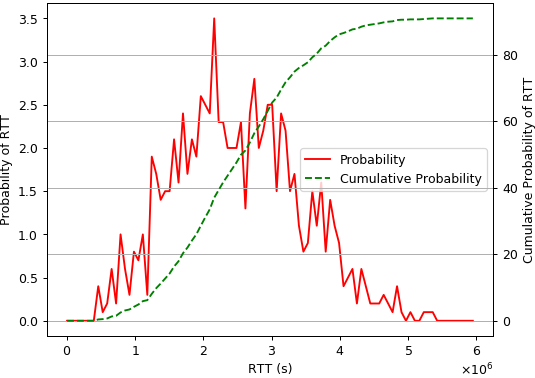 3.5
3.0
2.5
2.0
1.5
1.0
0.5
0.0
Probability of RTT
80
60
40
20
0
Cumulative Probability of RTT
Probability
Cumulative Probability
0 1 2 3 4 5 6
RTT (s)
×10⁶